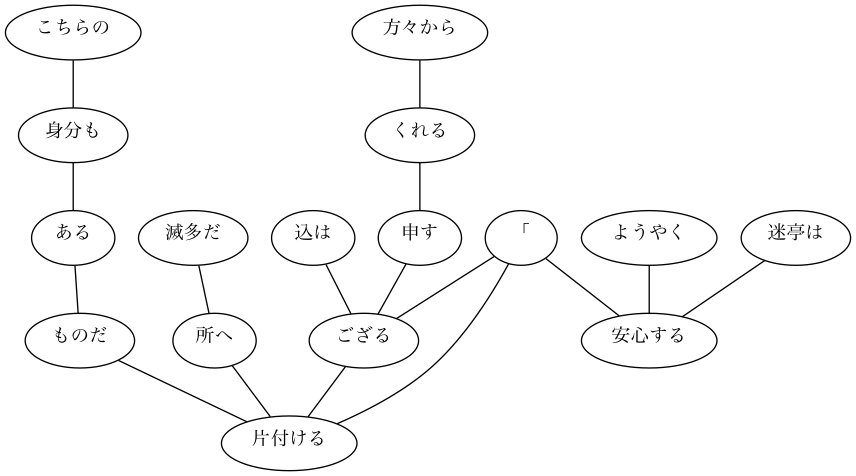 こちらの
方々から
身分も
くれる
ある
滅多だ
込は
申す
「
ようやく
迷亭は
ものだ
所へ
ござる
安心する
片付ける